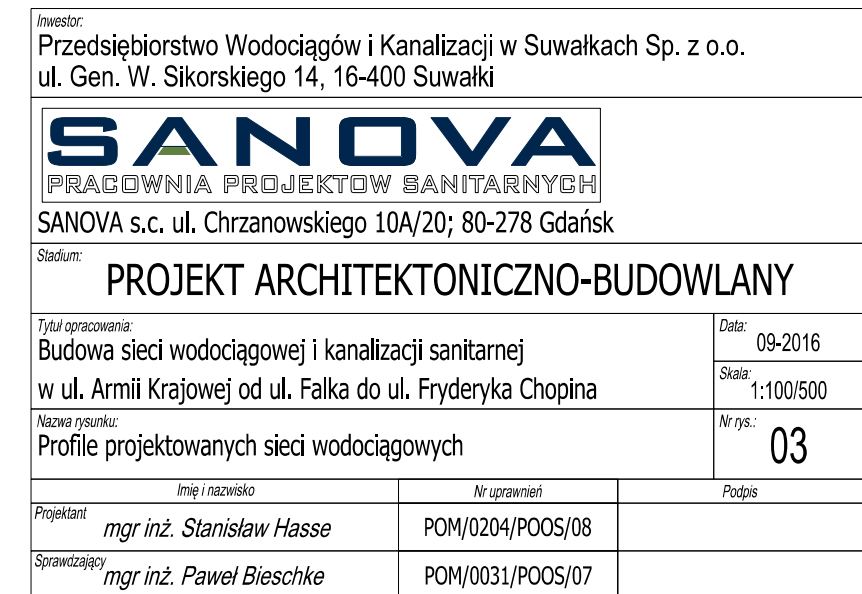 Inwestor:
Przedsiębiorstwo Wodociągów i Kanalizacji w Suwałkach Sp. z o.o.
ul. Gen. W. Sikorskiego 14, 16-400 Suwałki
SANOVA
PRACOWNIA PROJEKTOW SANITARNYCH
SANOVA s.c. ul. Chrzanowskiego 10A/20; 80-278 Gdańsk
Stadium:
PROJEKT ARCHITEKTONICZNO-BUDOWLANY
Tytuł opracowania:
Budowa sieci wodociągowej i kanalizacji sanitarnej
w ul. Armii Krajowej od ul. Falka do ul. Fryderyka Chopina
Data:
09-2016
Skala:
1:100/500
Nazwa rysunku:
Profile projektowanych sieci wodociągowych
Nr rys.:
03
Imię i nazwisko Nr uprawnień Podpis
Projektant mgr inż. Stanisław Hasse POM/0204/POOS/08
Sprawdzający mgr inż. Paweł Bieschke POM/0031/POOS/07